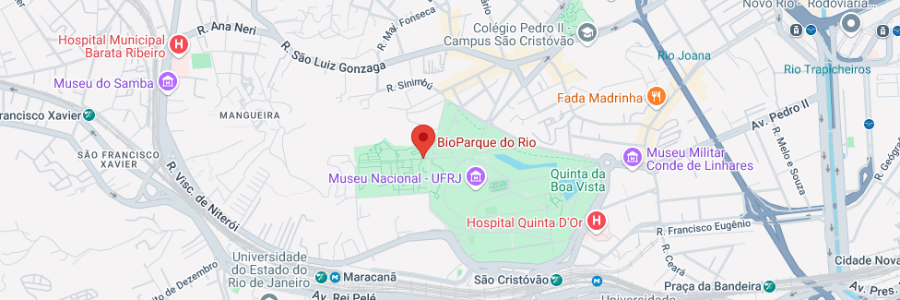 Novo Rio - Rodoviária...
Colégio Pedro II
Campus São Cristóvão
R. Maj. Fonseca
R. Ana Neri
Hospital Municipal
Barata Ribeiro
R. São Luiz Gonzaga
Rio Joana
Rio Trapicheiros
Museu do Samba
R. Sinimbú
Fada Madrinha
MANGUEIRA
Francisco Xavier
Av. Pedro II
SÃO FRANCISCO
XAVIER
BioParque do Rio
Museu Militar
Conde de Linhares
R. Melo e Souza
Museu Nacional - UFRJ
Quinta da
Boa Vista
R. Visc. de Niterói
Hospital Quinta D'Or
R. Francisco Eugênio
R. Ceará
Universidade
do Estado do
Rio de Janeiro
de Dezembro
Maracanã
São Cristóvão
Praça da Bandeira
Cidade Nova
Av. Rei Pelé
Av. Pres.